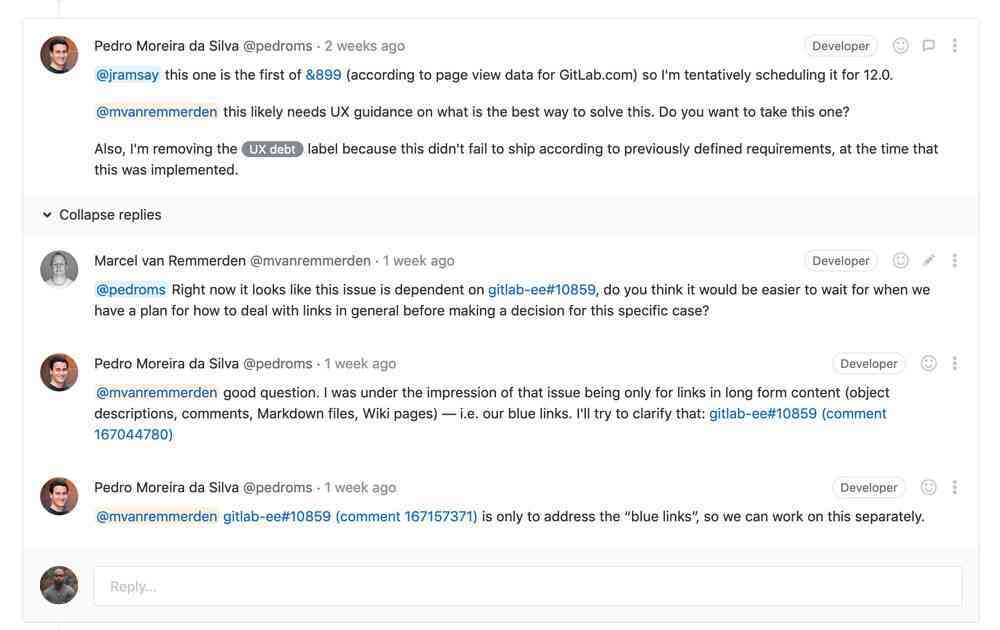 Pedro Moreira da Silva @pedroms · 2 weeks ago Developer
@jramsay this one is the first of &899 (according to page view data for GitLab.com) so I'm tentatively scheduling it for 12.0.
@mvanremmerden this likely needs UX guidance on what is the best way to solve this. Do you want to take this one?
Also, I'm removing the UX debt label because this didn't fail to ship according to previously defined requirements, at the time that
this was implemented.
Collapse replies
Marcel van Remmerden @mvanremmerden · 1 week ago Developer
@pedroms Right now it looks like this issue is dependent on gitlab-ee#10859, do you think it would be easier to wait for when we
have a plan for how to deal with links in general before making a decision for this specific case?
Pedro Moreira da Silva @pedroms · 1 week ago Developer
@mvanremmerden good question. I was under the impression of that issue being only for links in long form content (object
descriptions, comments, Markdown files, Wiki pages) — i.e. our blue links. I'll try to clarify that: gitlab-ee#10859 (comment
167044780)
Pedro Moreira da Silva @pedroms · 1 week ago Developer
@mvanremmerden gitlab-ee#10859 (comment 167157371) is only to address the “blue links”, so we can work on this separately.
Reply...